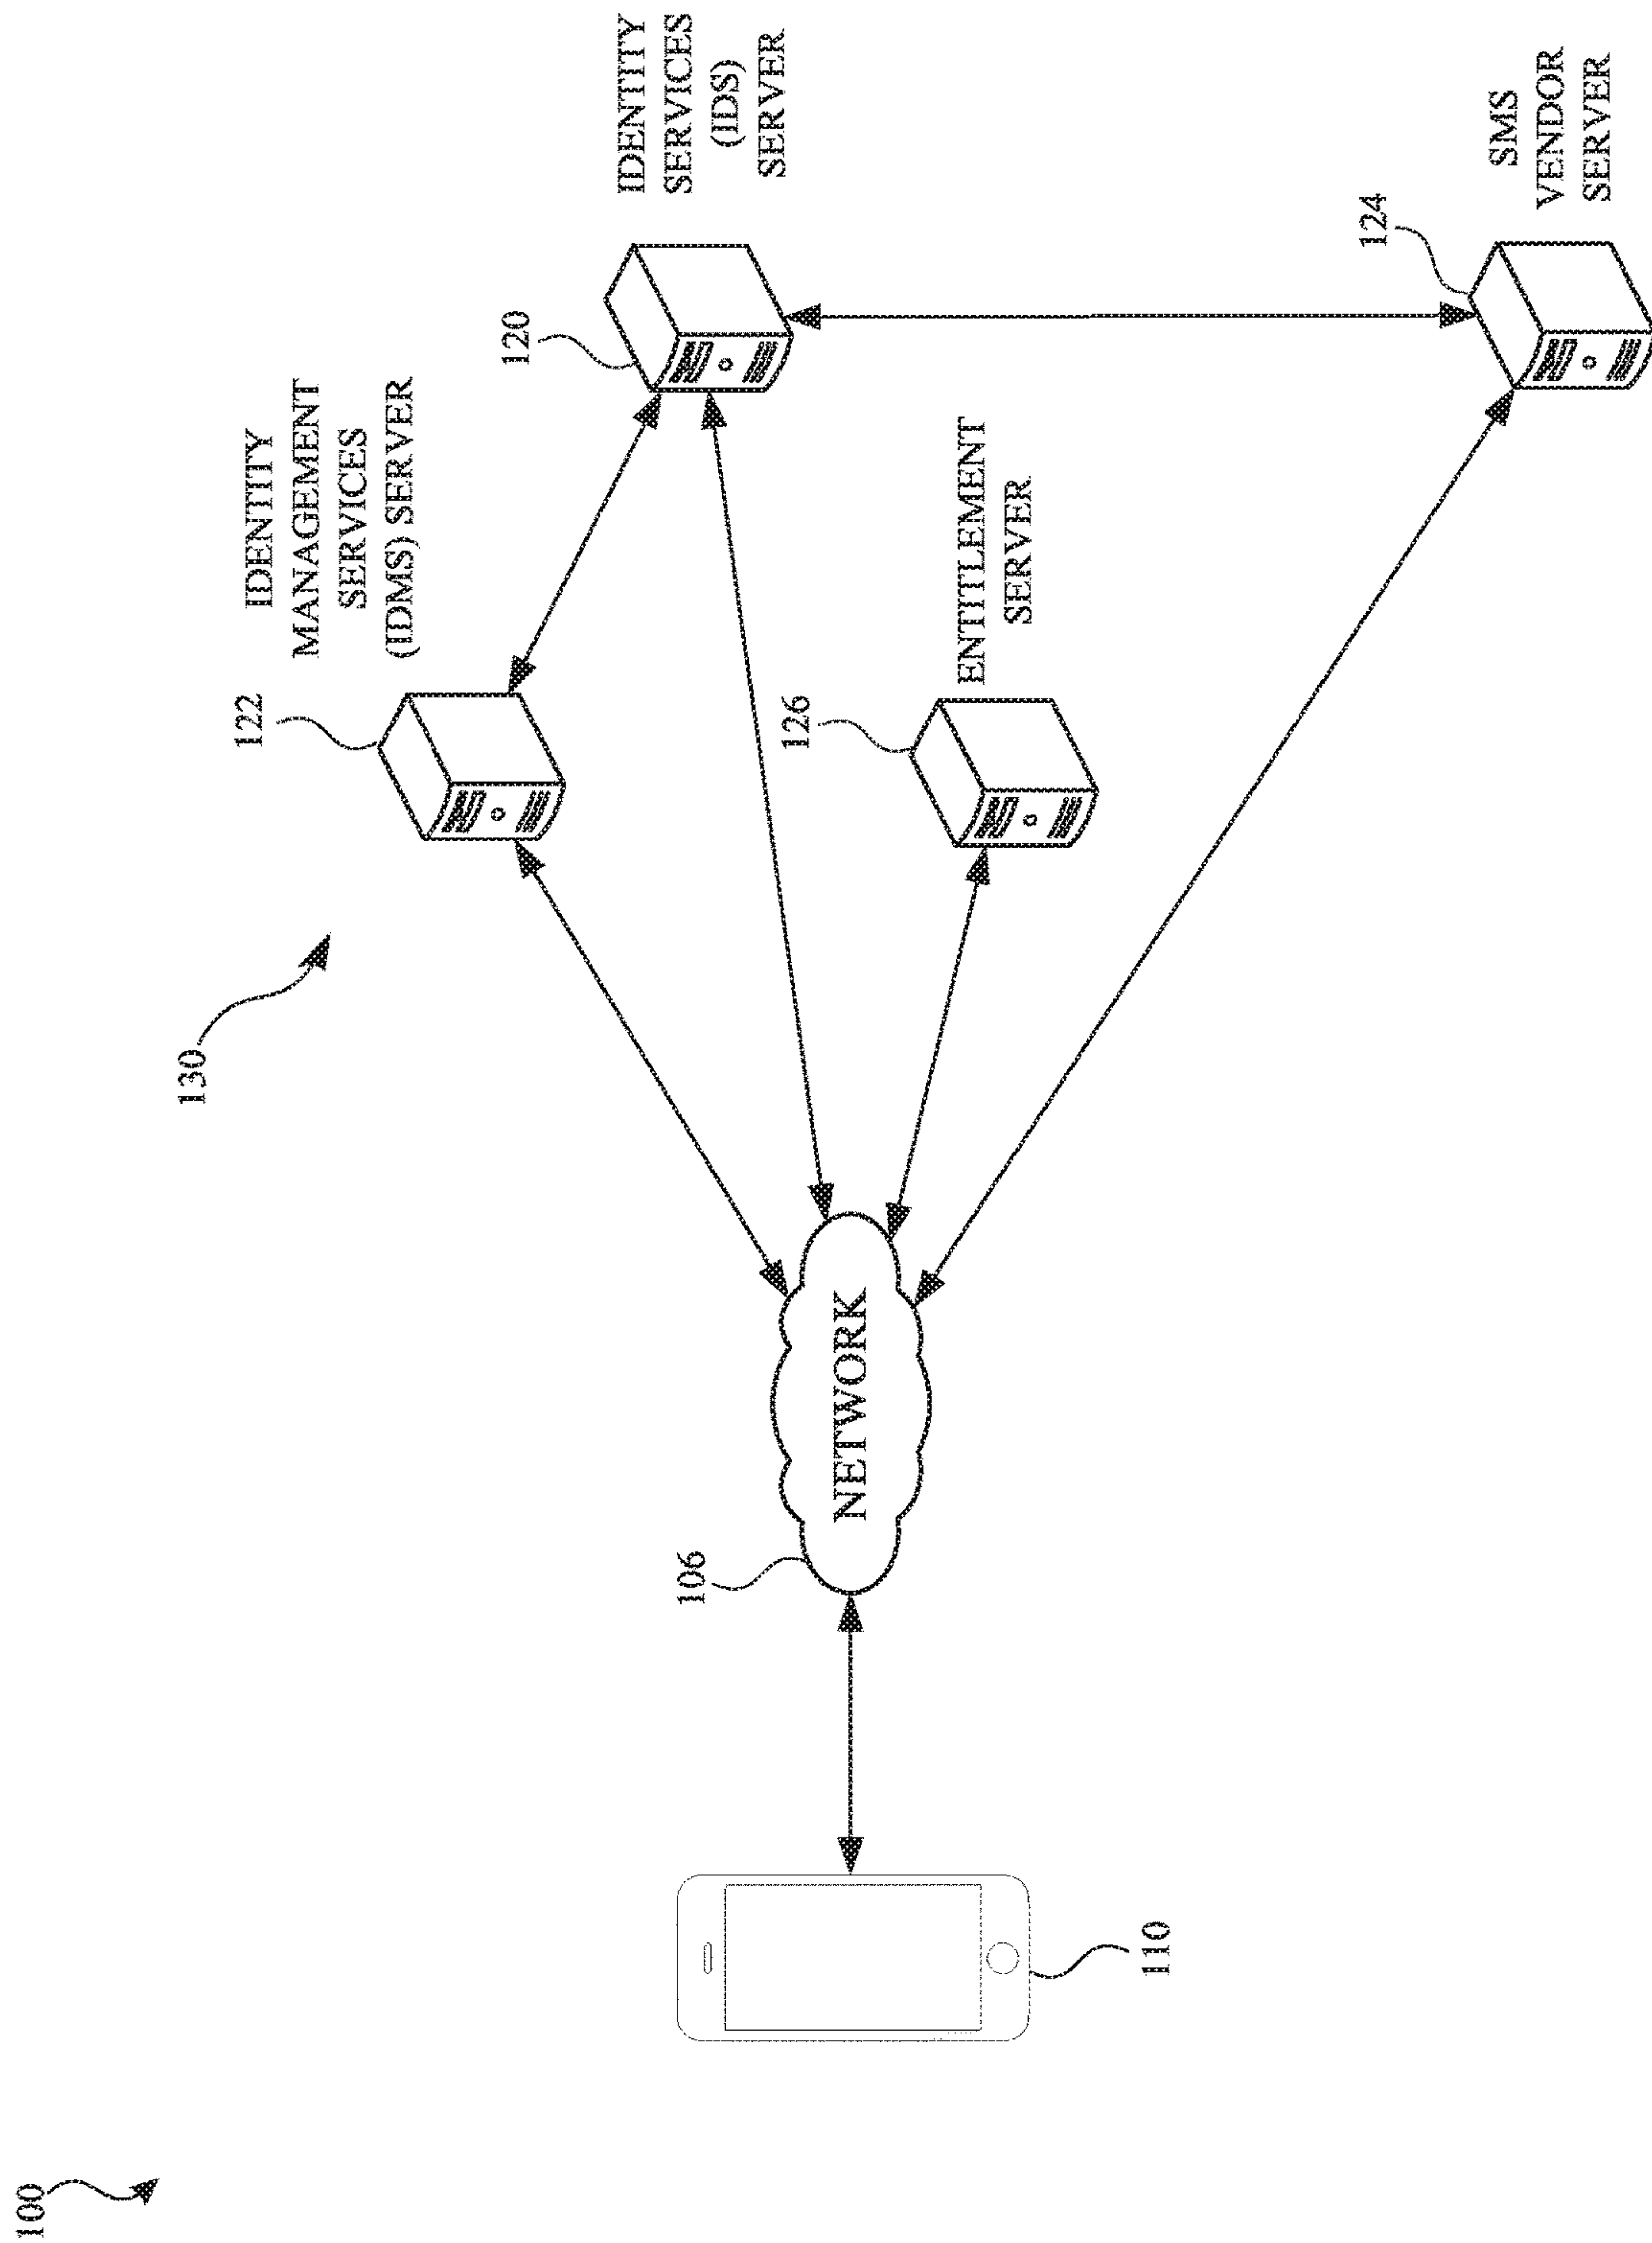 100
130
122
IDENTITY
MANAGEMENT
SERVICES
(IDMS) SERVER
120
IDENTITY
SERVICES
(IDS)
SERVER
106
NETWORK
126
ENTITLEMENT
SERVER
110
124
SMS
VENDOR
SERVER